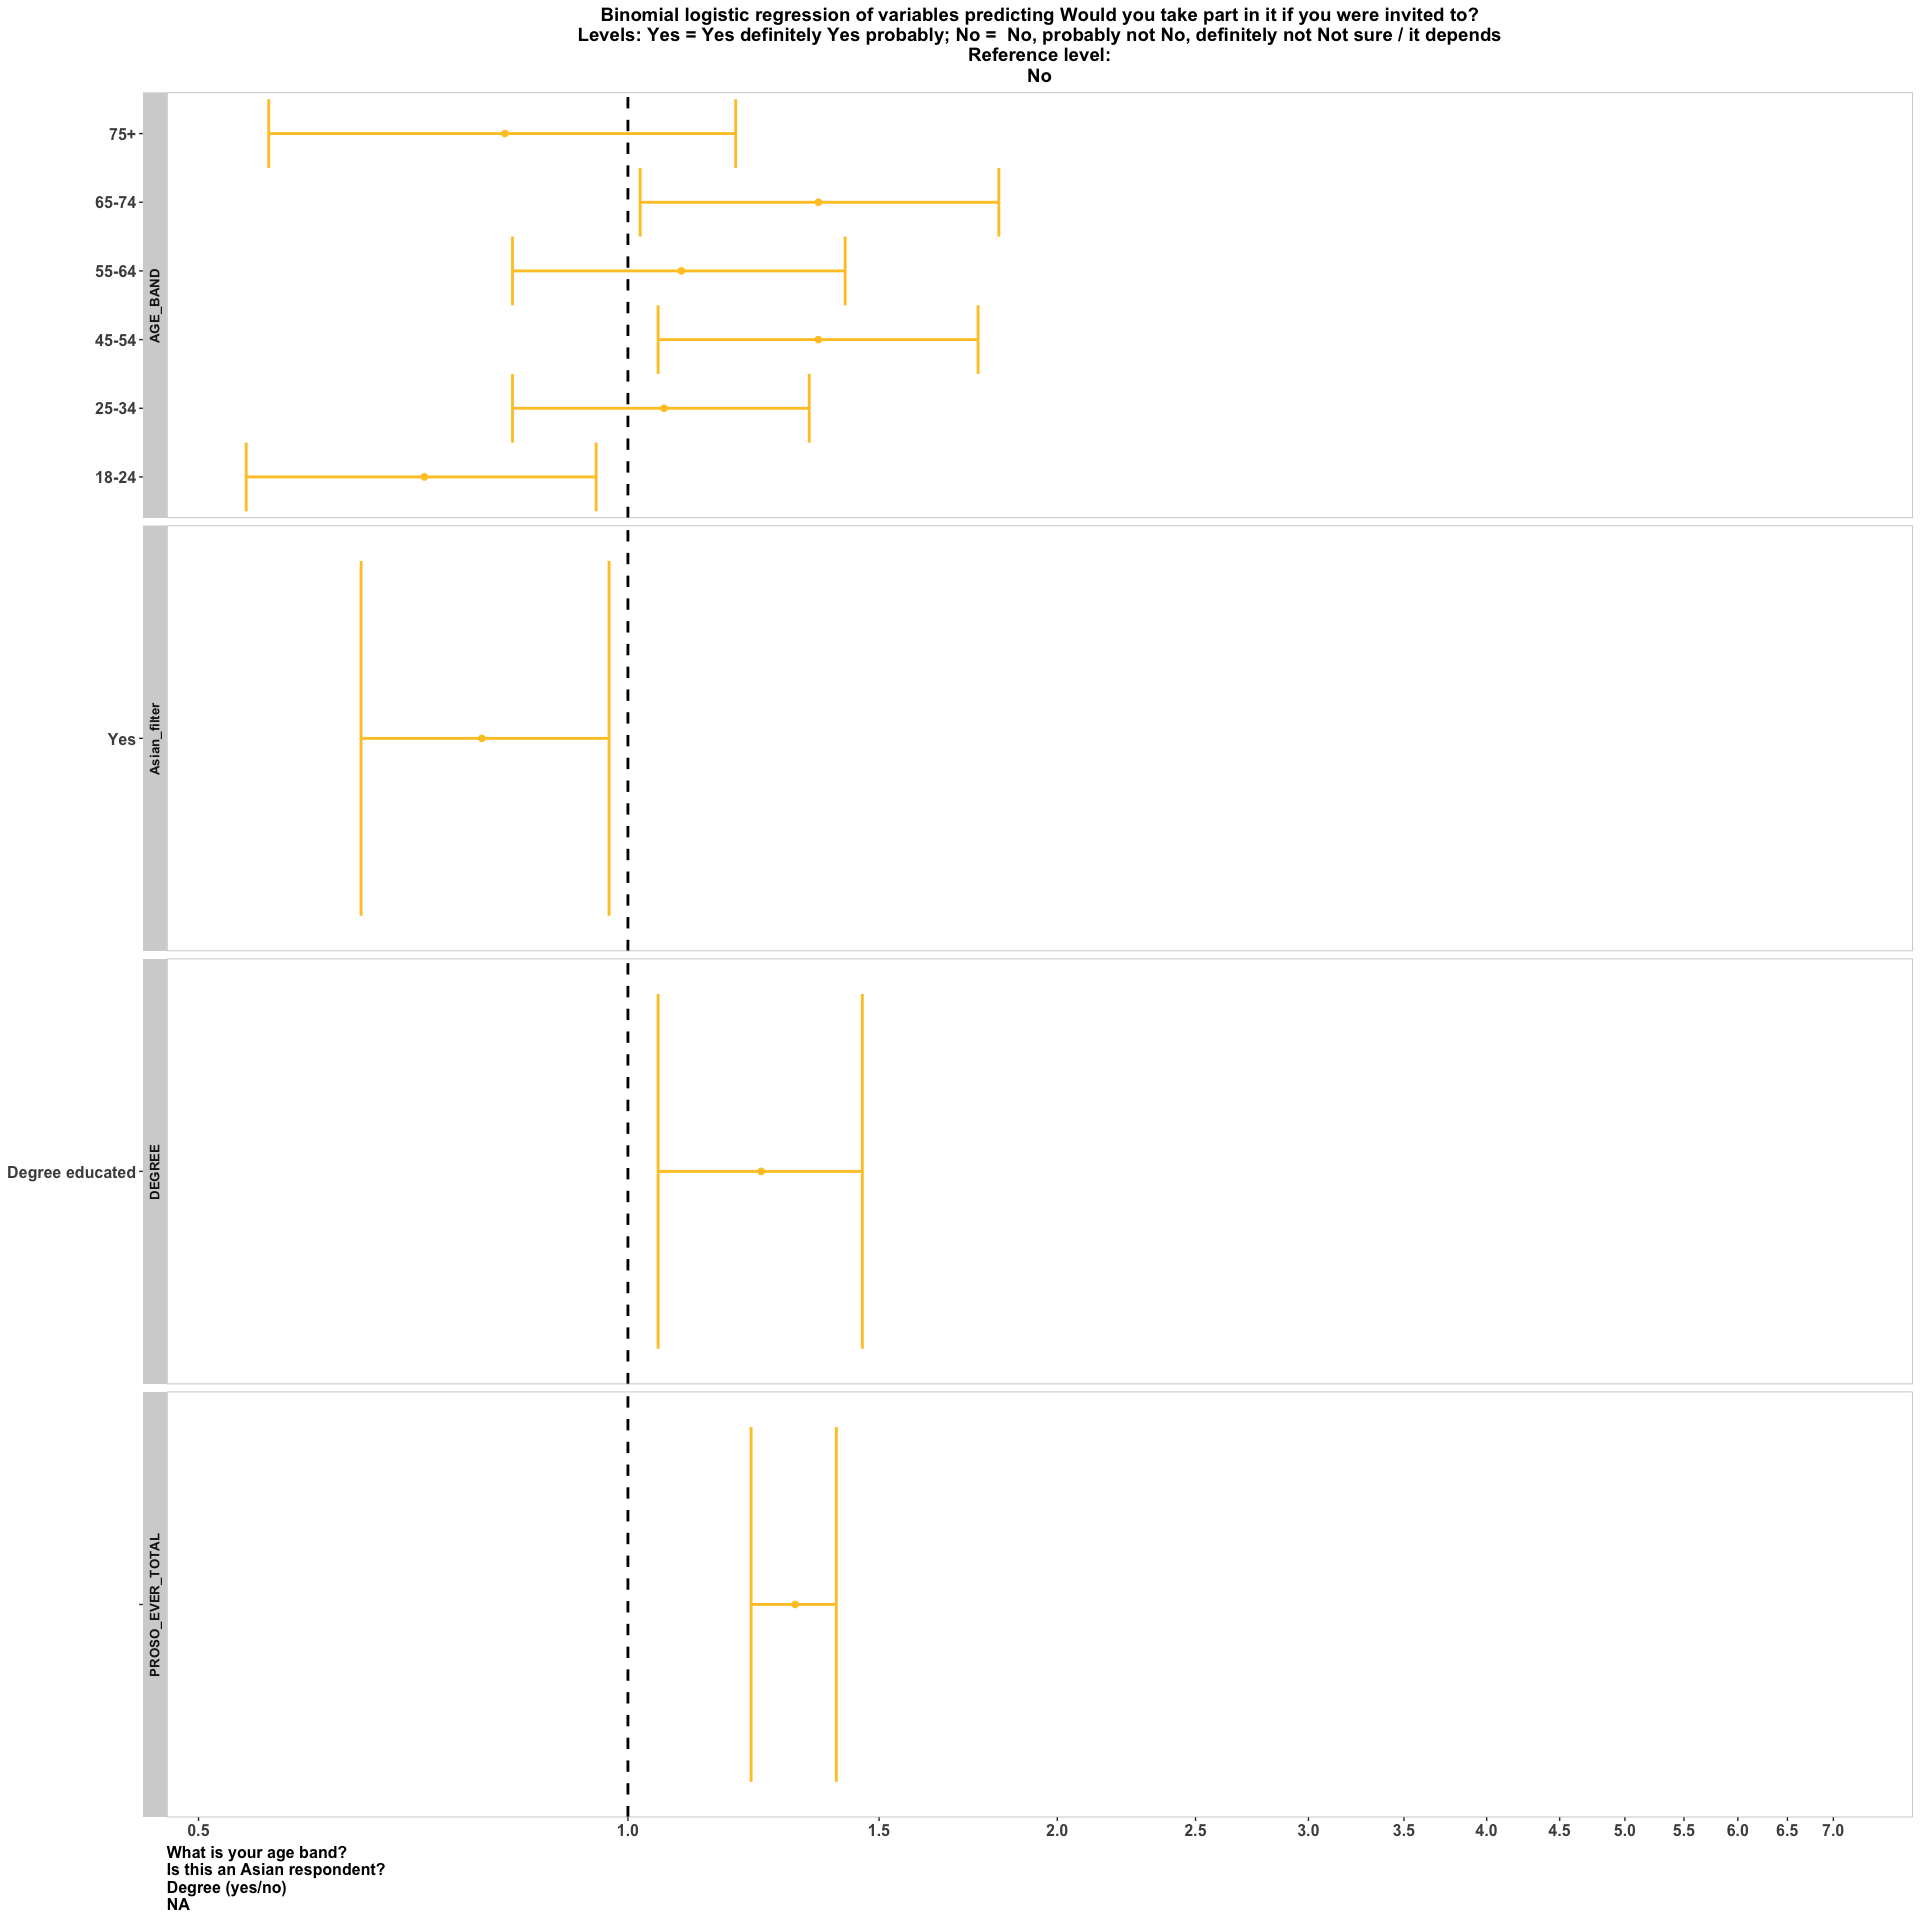 Binomial logistic regression of variables predicting Would you take part in it if you were invited to?
Levels: Yes = Yes definitely Yes probably; No =  No, probably not No, definitely not Not sure / it depends
Reference level:
No
AGE_BAND
75+
65-74
55-64
45-54
25-34
18-24
Asian_filter
Yes
DEGREE
Degree educated
PROSO_EVER_TOTAL
0.5 1.0 1.5 2.0 2.5 3.0 3.5 4.0 4.5 5.0 5.5 6.0 6.5 7.0
What is your age band?
Is this an Asian respondent?
Degree (yes/no)
NA